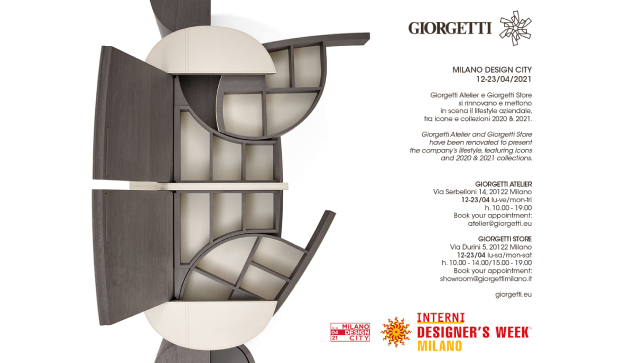 GIORGETTI
MILANO DESIGN CITY
12-23/04/2021
Giorgetti Atelier e Giorgetti Store
si rinnovano e mettono
in scena il lifestyle aziendale,
tra icone e collezioni 2020 & 2021.
Giorgetti Atelier and Giorgetti Store
have been renovated to present
the company's lifestyle, featuring icons
and 2020 & 2021 collections.
GIORGETTI ATELIER
Via Serbelloni 14, 20122 Milano
12-23/04 lu-ve/mon-fri
h. 10.00 - 19.00
Book your appointment:
atelier@giorgetti.eu
GIORGETTI STORE
Via Durini 5, 20122 Milano
12-23/04 lu-sa/mon-sat
h. 10.00 - 14.00/15.00 - 19.00
Book your appointment:
showroom@giorgettimilano.it
giorgetti.eu
04
21
MILANO
DESIGN
CITY
INTERNI
DESIGNER'S WEEK
MILANO